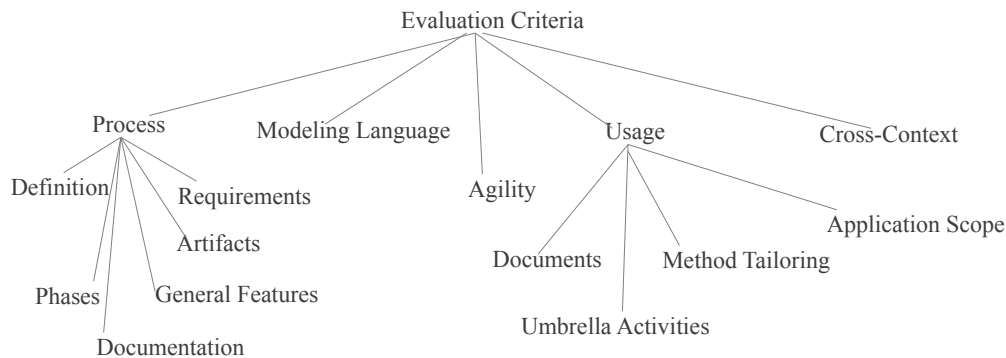 Evaluation Criteria
Process
Modeling Language
Usage
Cross-Context
Definition
Requirements
Agility
Artifacts
Application Scope
Documents
Method Tailoring
Phases
General Features
Umbrella Activities
Documentation